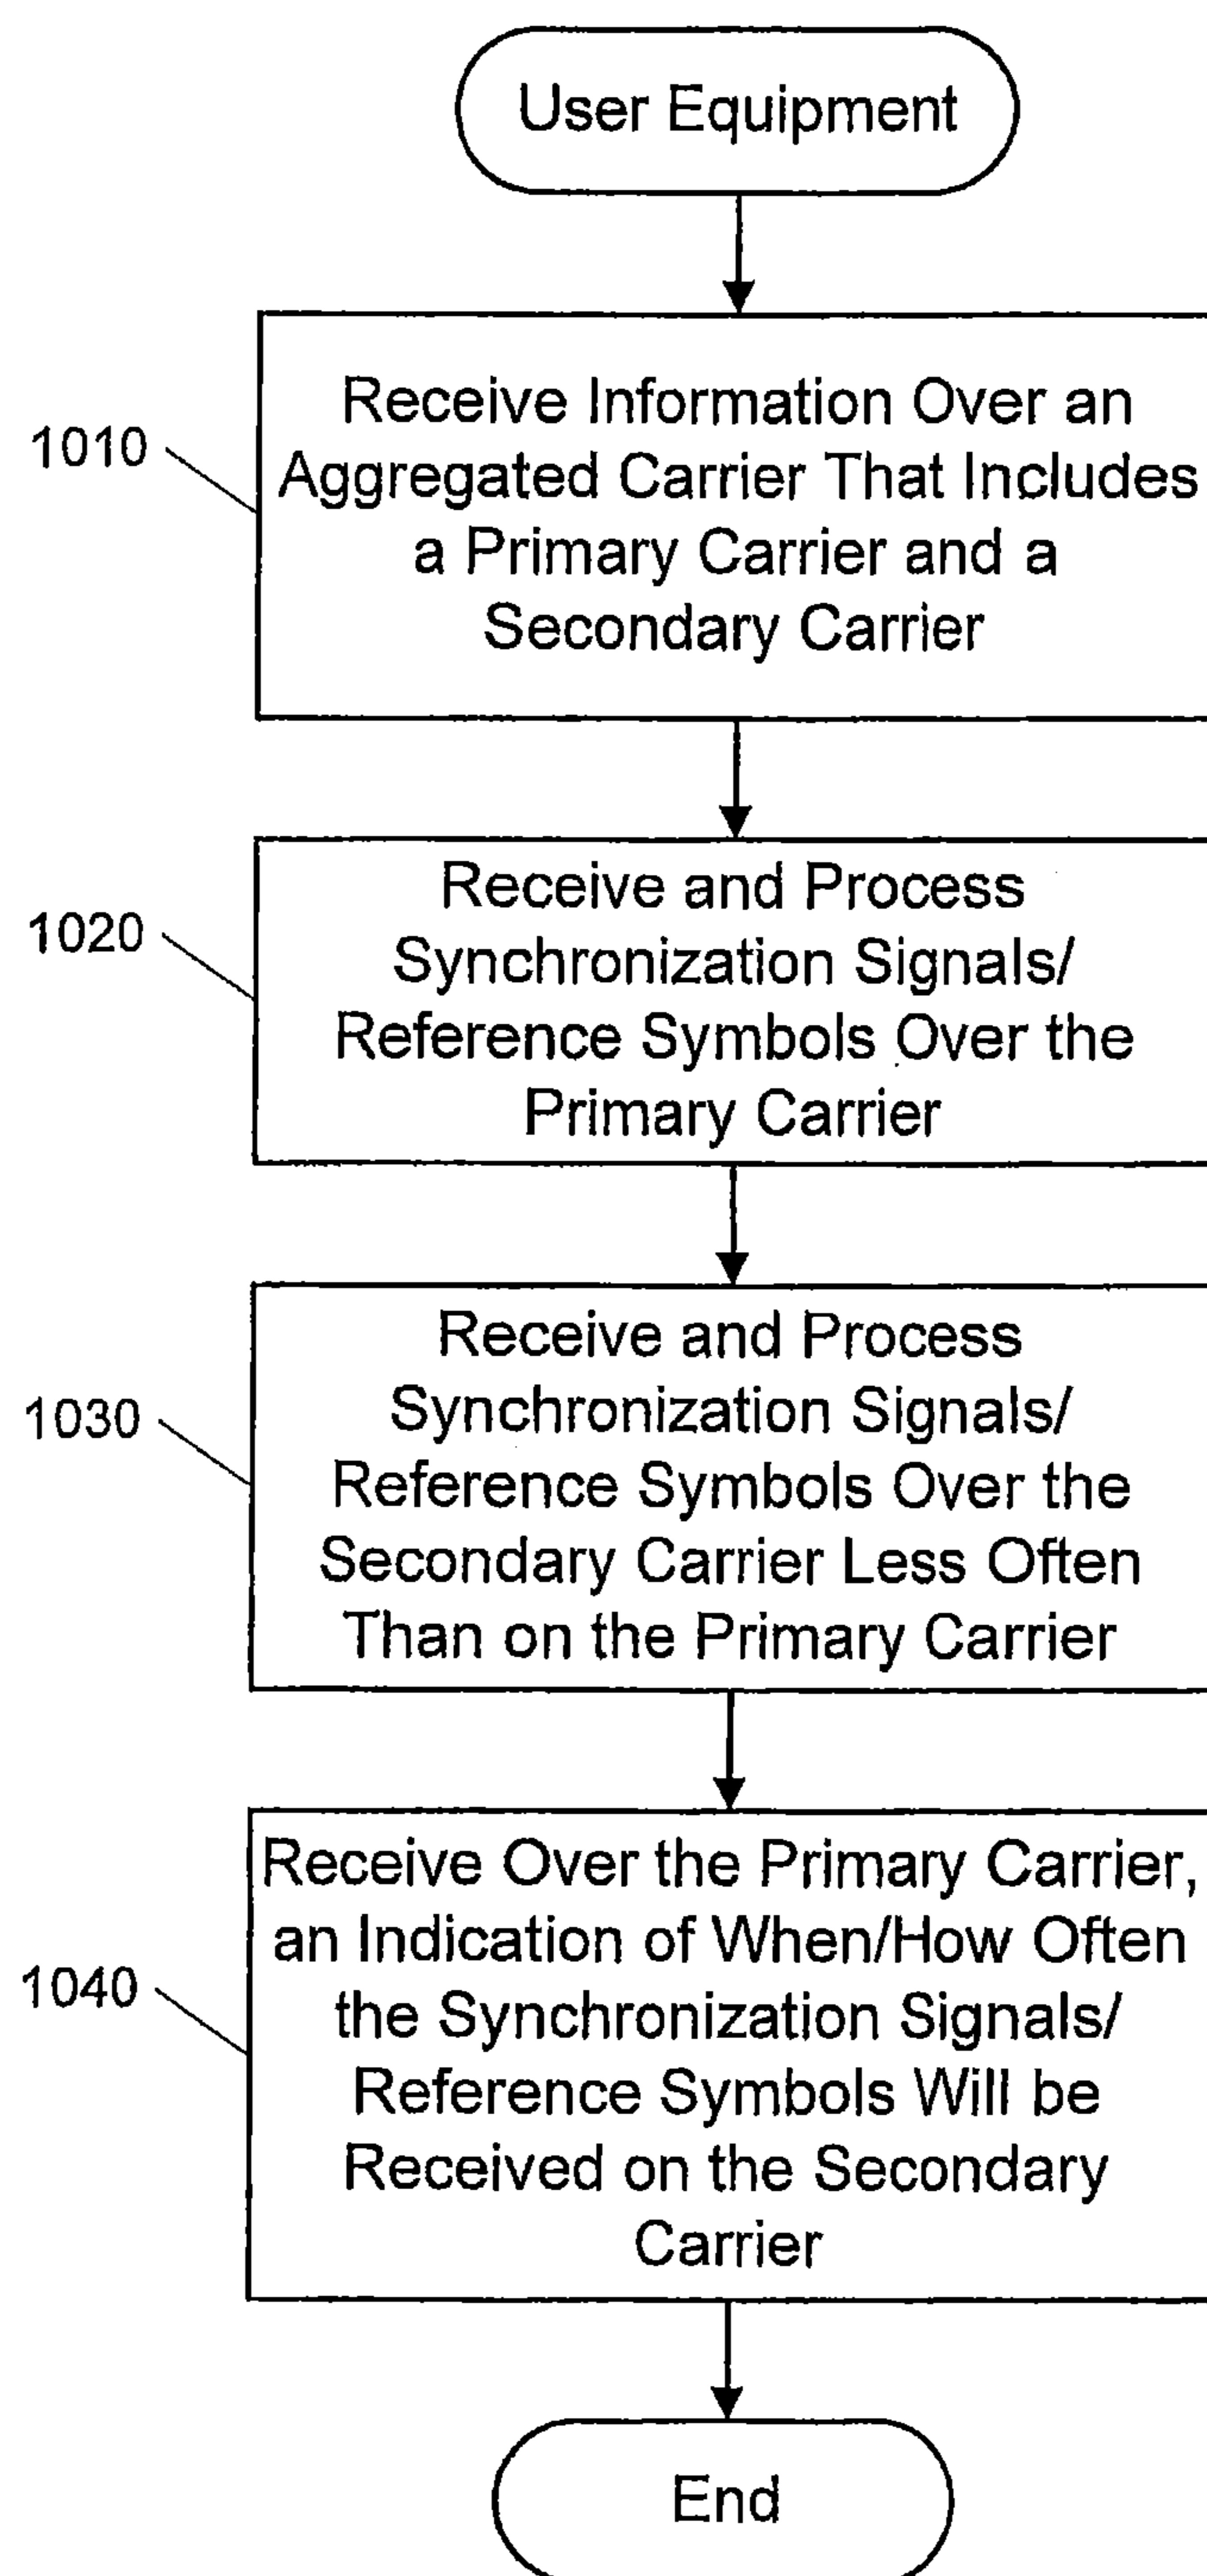 User Equipment
1010
Receive Information Over an
Aggregated Carrier That Includes
a Primary Carrier and a
Secondary Carrier
1020
Receive and Process
Synchronization Signals/
Reference Symbols Over the
Primary Carrier
1030
Receive and Process
Synchronization Signals/
Reference Symbols Over the
Secondary Carrier Less Often
Than on the Primary Carrier
1040
Receive Over the Primary Carrier,
an Indication of When/How Often
the Synchronization Signals/
Reference Symbols Will be
Received on the Secondary
Carrier
End